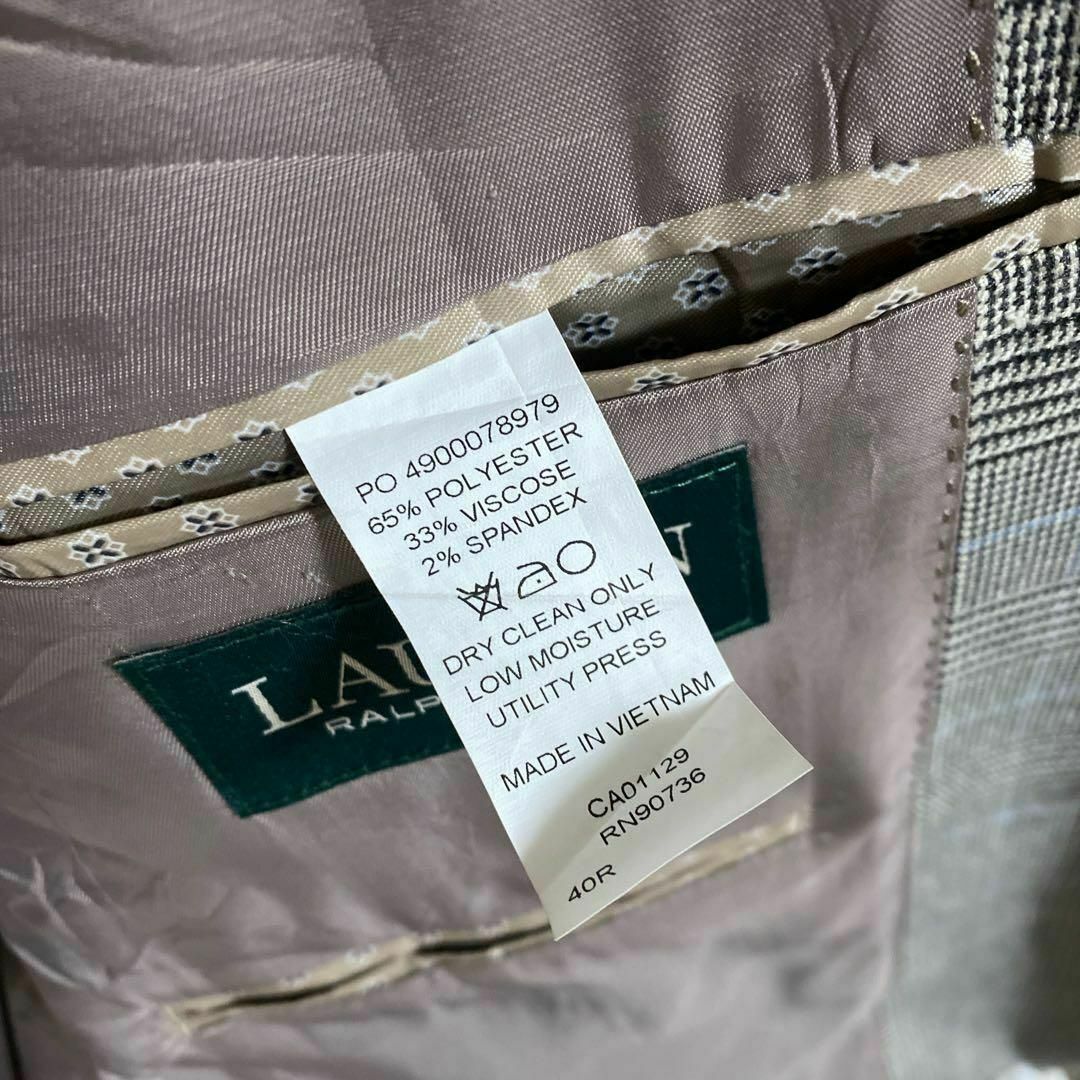 PO 4900078979
65% POLYESTER
33% VISCOSE
2% SPANDEX
DRY CLEAN ONLY
LOW MOISTURE
UTILITY PRESS
MADE IN VIETNAM
CA01129
RN90736
40R